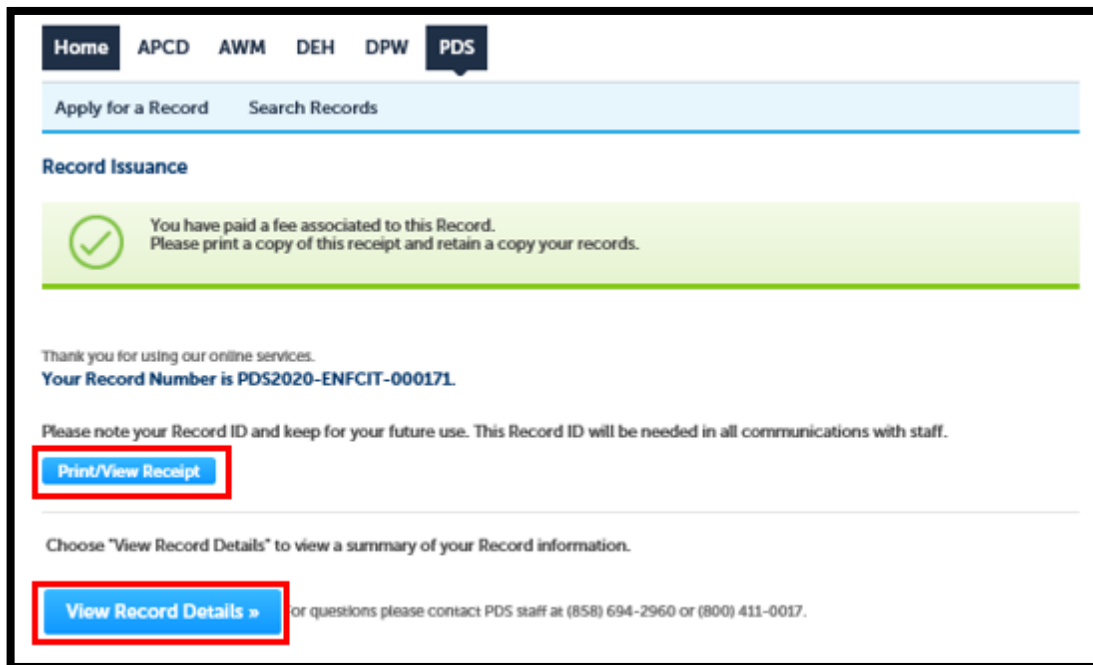 Home APCD AWM DEH DPW PDS
Apply for a Record Search Records
Record Issuance
You have paid a fee associated to this Record.
Please print a copy of this receipt and retain a copy your records.
Thank you for using our online services.
Your Record Number is PDS2020-ENFCIT-000171.
Please note your Record ID and keep for your future use. This Record ID will be needed in all communications with staff.
Print/View Receipt
Choose "View Record Details" to view a summary of your Record information.
View Record Details » or questions please contact PDS staff at (858) 694-2960 or (800) 411-0017.